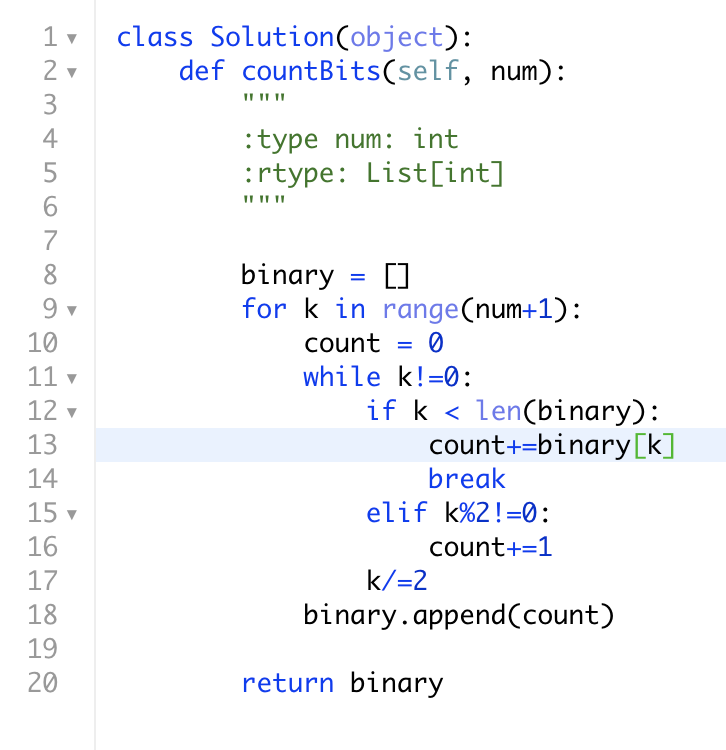 1 class Solution(object):
2     def countBits(self, num):
3         """
4         :type num: int
5         :rtype: List[int]
6         """
7
8         binary = []
9         for k in range(num+1):
10             count = 0
11             while k!=0:
12                 if k < len(binary):
13                     count+=binary[k]
14                     break
15                 elif k%2!=0:
16                     count+=1
17                 k/=2
18             binary.append(count)
19
20         return binary